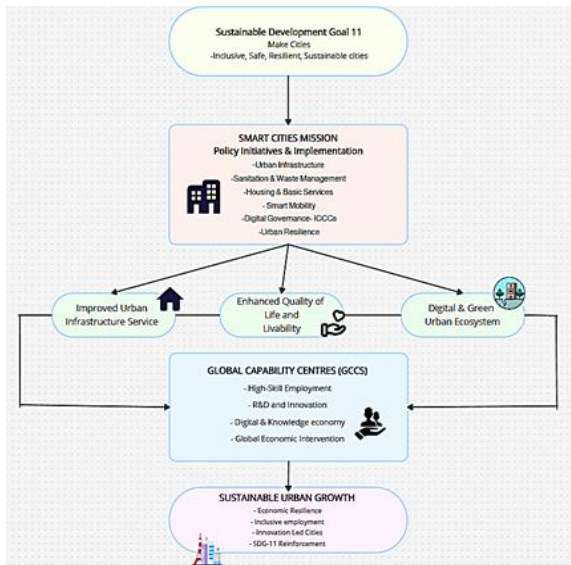 Sustainable Development Goal 11
Make Cities
-Inclusive, Safe, Resilient, Sustainable cities
SMART CITIES MISSION
Policy Initiatives & Implementation
-Urban Infrastructure
-Sanitation & Waste Management
-Housing & Basic Services
- Smart Mobility
-Digital Governance- ICCCs
-Urban Resilience
Improved Urban
Infrastructure Service
Enhanced Quality of
Life and
Livability
Digital & Green
Urban Ecosystem
GLOBAL CAPABILITY CENTRES (GCCS)
- High-Skill Employment
- R&D and Innovation
- Digital & Knowledge economy
- Global Economic Intervention
SUSTAINABLE URBAN GROWTH
- Economic Resilience
- Inclusive employment
- Innovation Led Cities
- SDG-11 Reinforcement